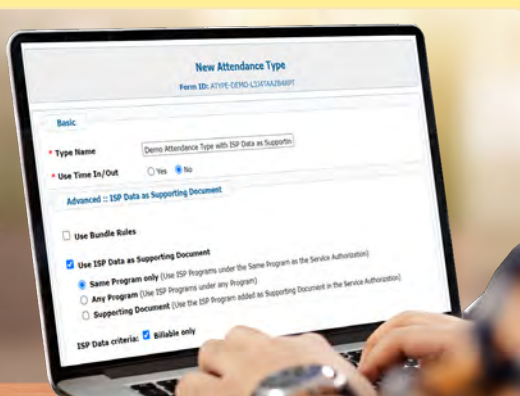 New Attendance Type
Form ID:
Basic
* Type Name
Demo Attendance Type with ISP Data as Supportin
* Use Time In/Out
Yes No
Advanced :: ISP Data as Supporting Document
Use Bundle Rules
Use ISP Data as Supporting Document
Same Program only (Use ISP Programs under the Same Program as the Service Authorization)
Any Program (Use ISP Programs under any Program)
Supporting Document (Use the ISP Program added as Supporting Document in the Service Authorization)
ISP Data criteria: Billable only